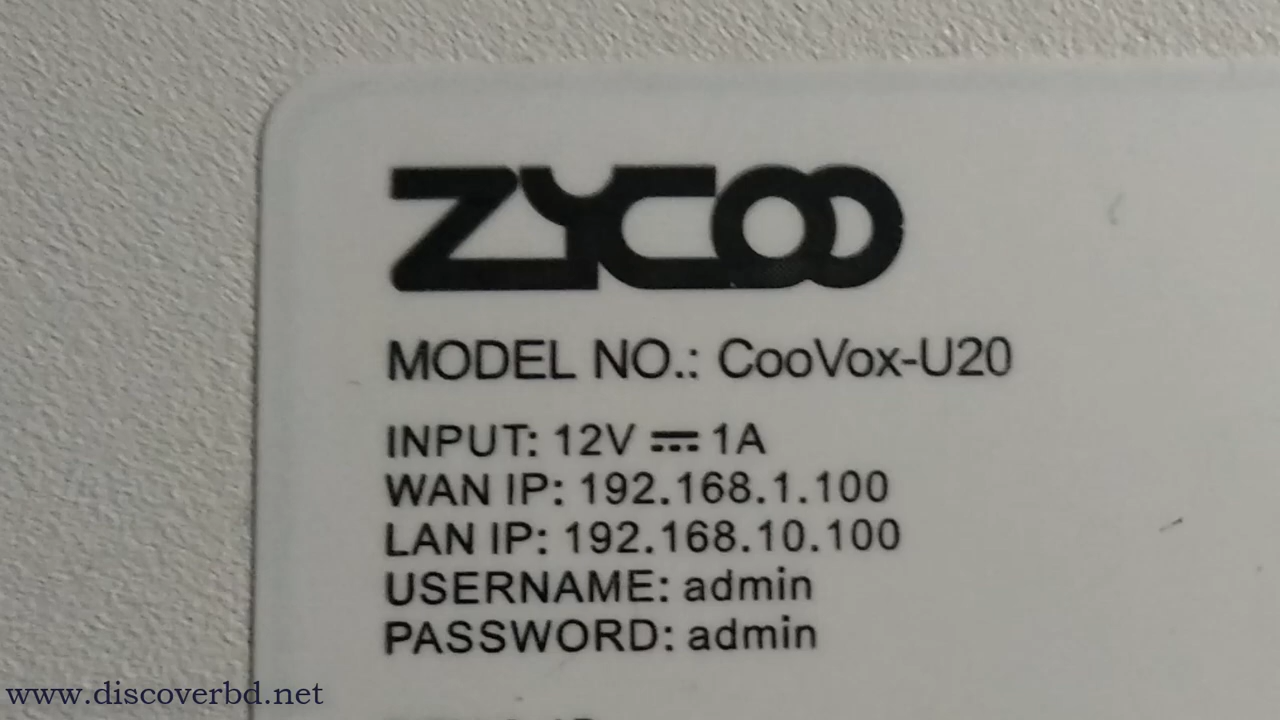 ZYCOO
MODEL NO.: CooVox-U20
INPUT: 12V ⎓ 1A
WAN IP: 192.168.1.100
LAN IP: 192.168.10.100
USERNAME: admin
PASSWORD: admin
www.discoverbd.net